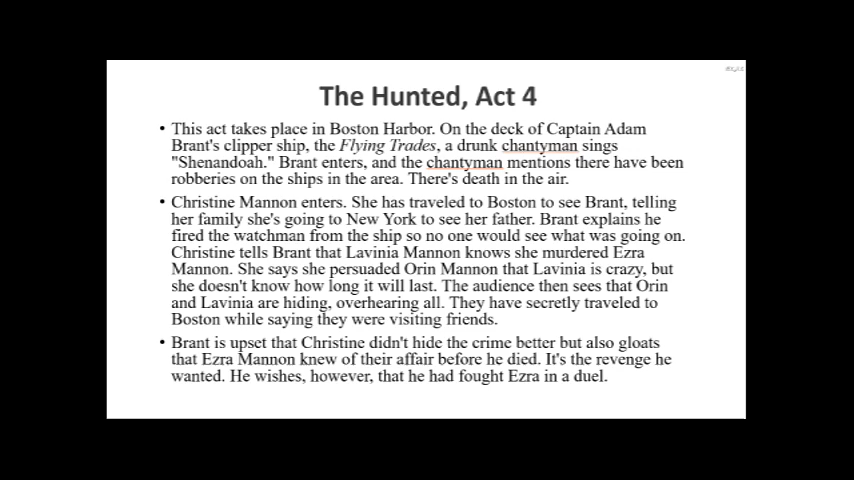 The Hunted, Act 4
• This act takes place in Boston Harbor. On the deck of Captain Adam
Brant's clipper ship, the Flying Trades, a drunk chantyman sings
"Shenandoah." Brant enters, and the chantyman mentions there have been
robberies on the ships in the area. There's death in the air.
• Christine Mannon enters. She has traveled to Boston to see Brant, telling
her family she's going to New York to see her father. Brant explains he
fired the watchman from the ship so no one would see what was going on.
Christine tells Brant that Lavinia Mannon knows she murdered Ezra
Mannon. She says she persuaded Orin Mannon that Lavinia is crazy, but
she doesn't know how long it will last. The audience then sees that Orin
and Lavinia are hiding, overhearing all. They have secretly traveled to
Boston while saying they were visiting friends.
• Brant is upset that Christine didn't hide the crime better but also gloats
that Ezra Mannon knew of their affair before he died. It's the revenge he
wanted. He wishes, however, that he had fought Ezra in a duel.